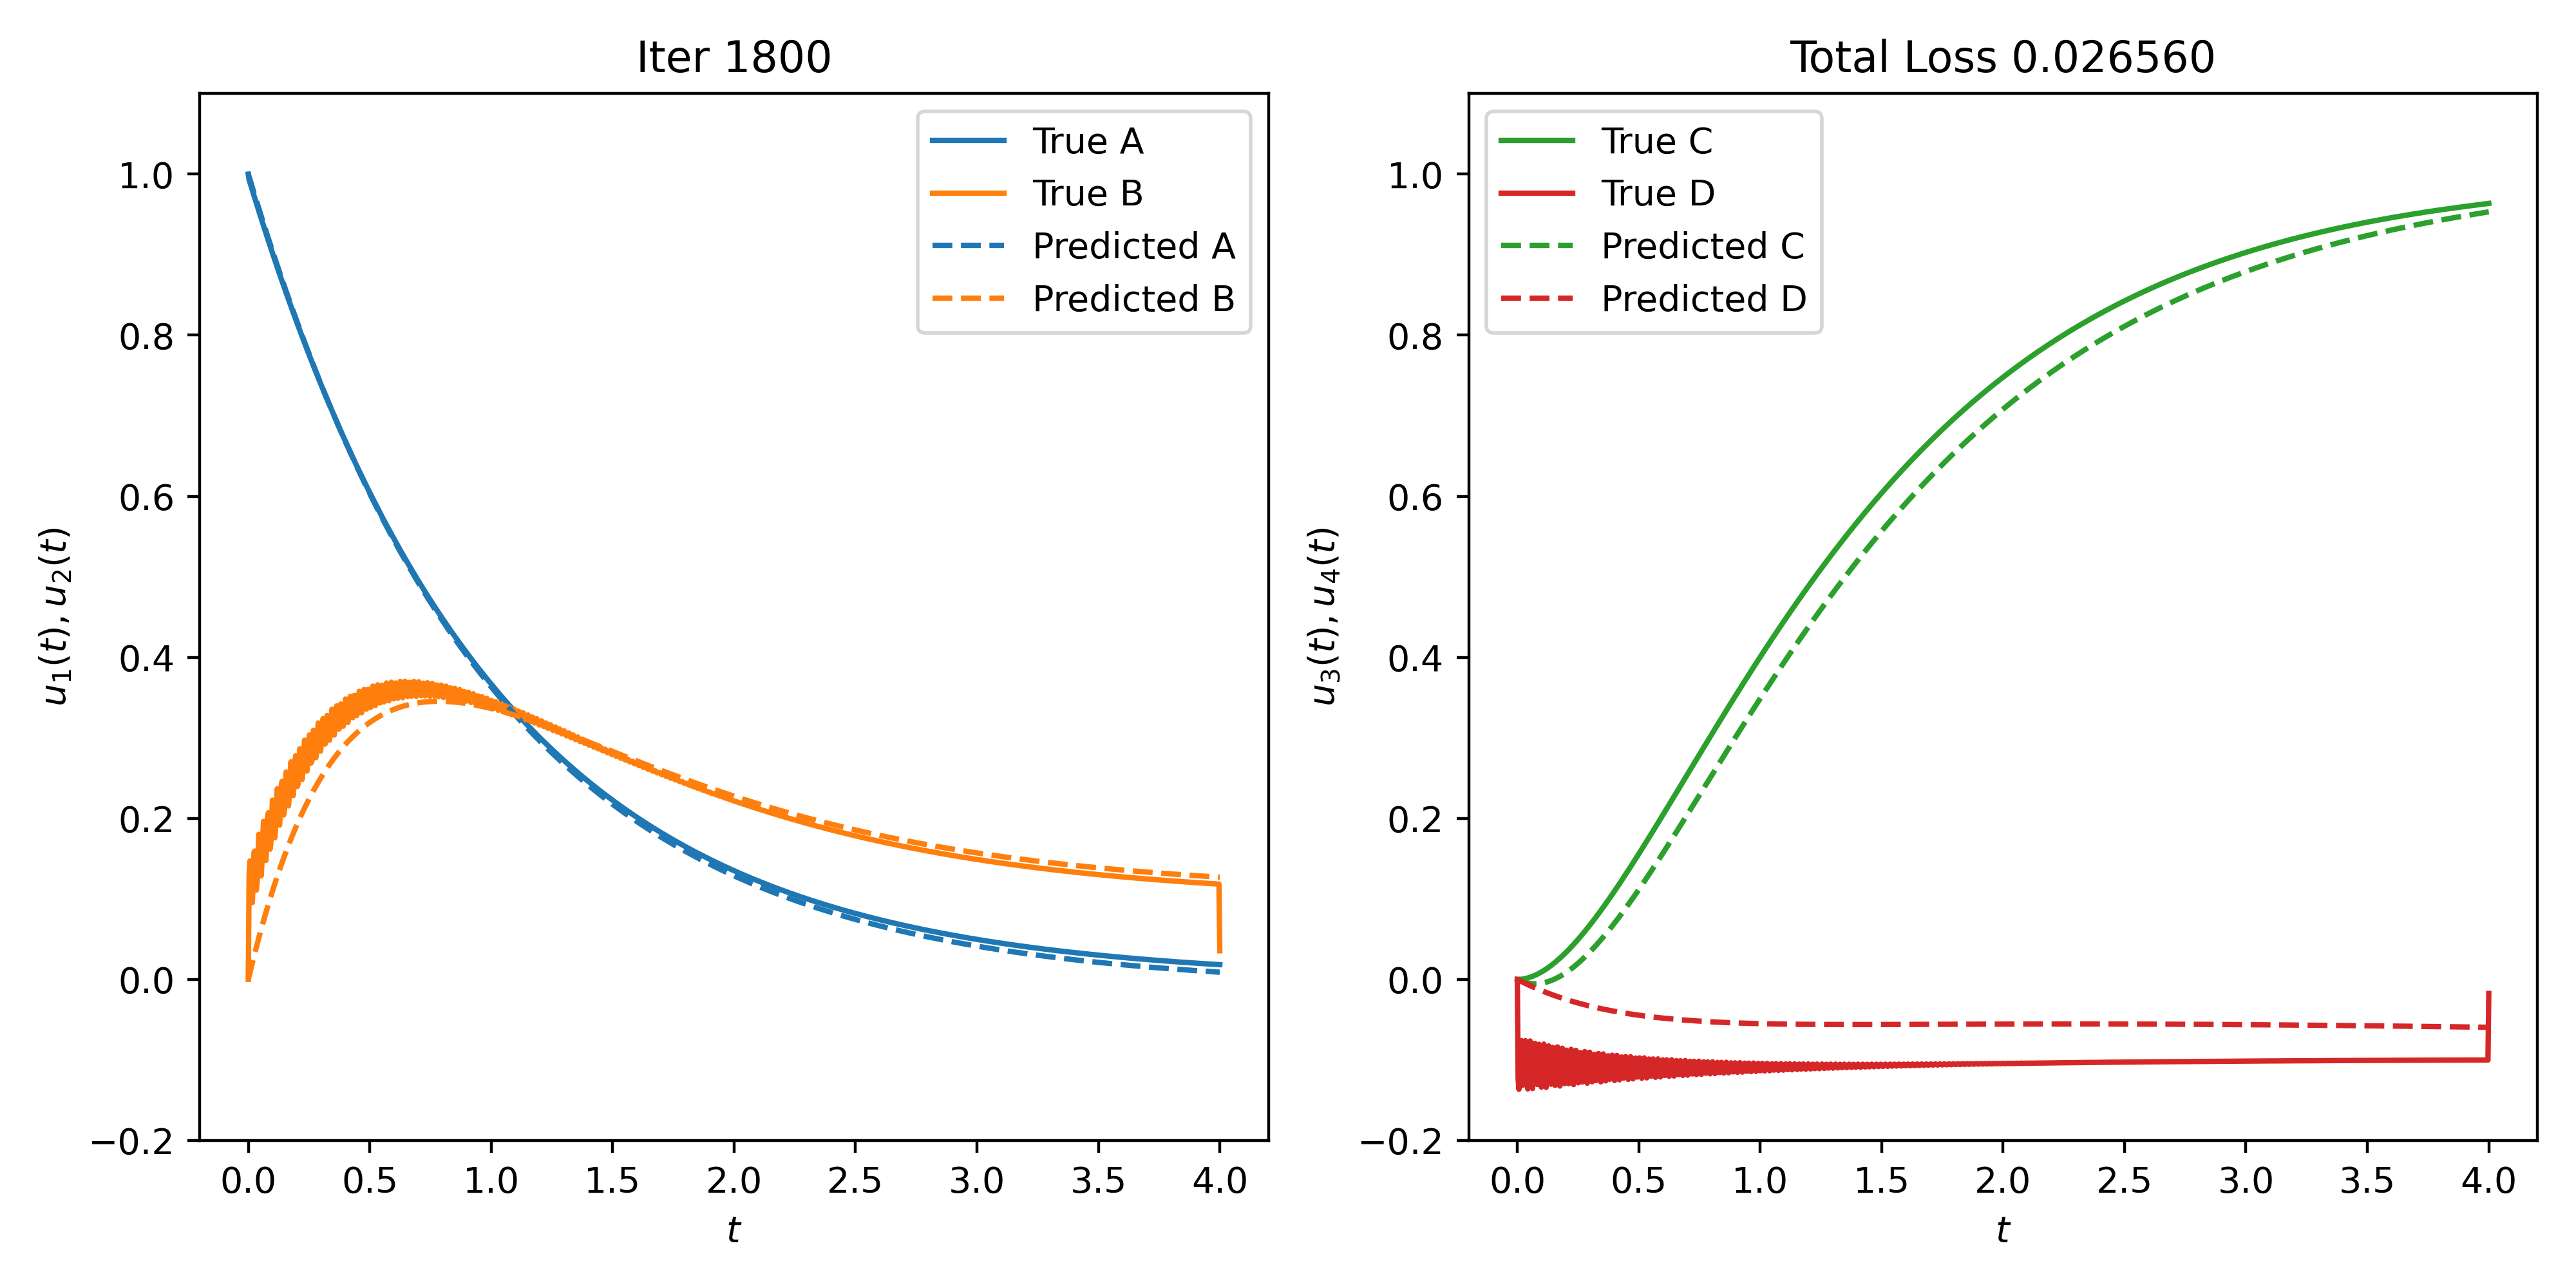 Iter 1800
True A
True B
Predicted A
Predicted B
1.0
0.8
0.6
0.4
0.2
0.0
−0.2
u₁(t), u₂(t)
0.0 0.5 1.0 1.5 2.0 2.5 3.0 3.5 4.0
t
Total Loss 0.026560
True C
True D
Predicted C
Predicted D
1.0
0.8
0.6
0.4
0.2
0.0
−0.2
u₃(t), u₄(t)
0.0 0.5 1.0 1.5 2.0 2.5 3.0 3.5 4.0
t